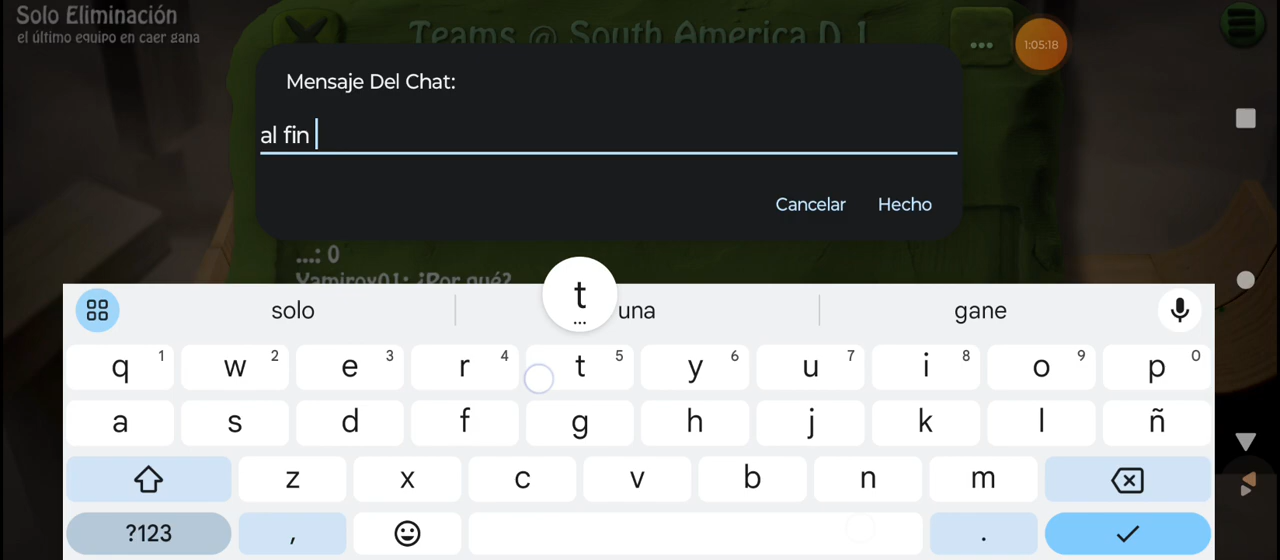 Solo Eliminación
el último equipo en caer gana
Teams @ South America D 1
1:05:18
Mensaje Del Chat:
al fin
Cancelar Hecho
...: 0
Yamirov01: ¿Por qué?
t
solo una gane
q 1 w 2 e 3 r 4 t 5 y 6 u 7 i 8 o 9 p 0
a s d f g h j k l ñ
z x c v b n m
?123 , .